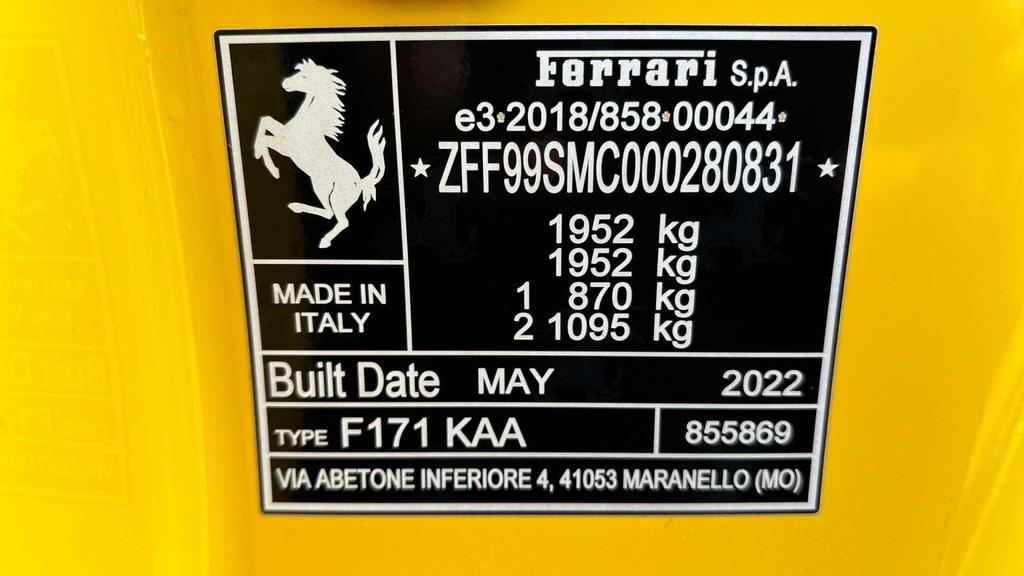 Ferrari S.p.A.
e3*2018/858*00044*
★ ZFF99SMC000280831 ★
1952 kg
1952 kg
1 870 kg
2 1095 kg
MADE IN
ITALY
Built Date MAY 2022
TYPE F171 KAA 855869
VIA ABETONE INFERIORE 4, 41053 MARANELLO (MO)